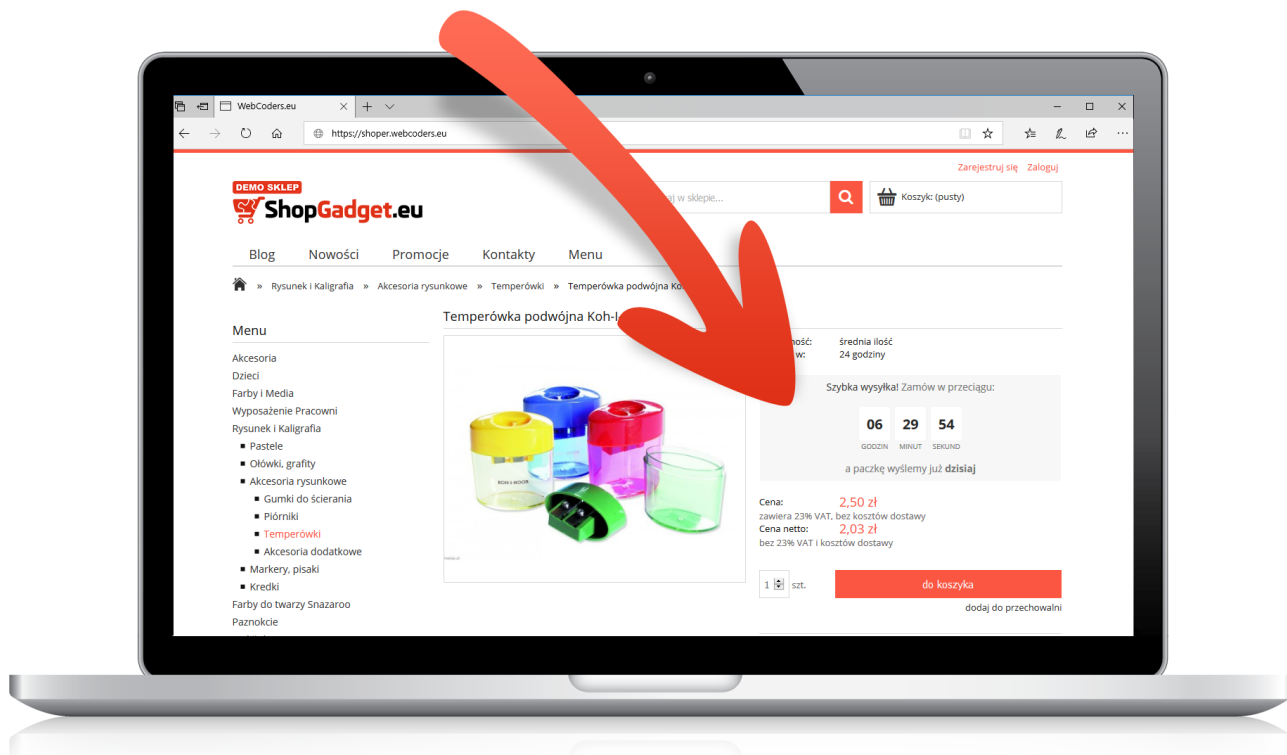 WebCoders.eu
https://shoper.webcoders.eu
Zarejestruj się Zaloguj
DEMO SKLEP
ShopGadget.eu
w sklepie...
Koszyk: (pusty)
Blog Nowości Promocje Kontakty Menu
» Rysunek i Kaligrafia » Akcesoria rysunkowe » Temperówki » Temperówka podwójna
Temperówka podwójna
średnia ilość
w: 24 godziny
Szybka wysyłka! Zamów w przeciągu:
06 29 54
GODZIN MINUT SEKUND
a paczkę wyślemy już dzisiaj
Menu
Akcesoria
Dzieci
Farby i Media
Wyposażenie Pracowni
Rysunek i Kaligrafia
Pastele
Ołówki, grafity
Akcesoria rysunkowe
Gumki do ścierania
Piórniki
Temperówki
Akcesoria dodatkowe
Markery, pisaki
Kredki
Farby do twarzy Snazaroo
Paznokcie
KOH-I-NOOR
Cena: 2,50 zł
zawiera 23% VAT, bez kosztów dostawy
Cena netto: 2,03 zł
bez 23% VAT i kosztów dostawy
1 szt. do koszyka
dodaj do przechowalni